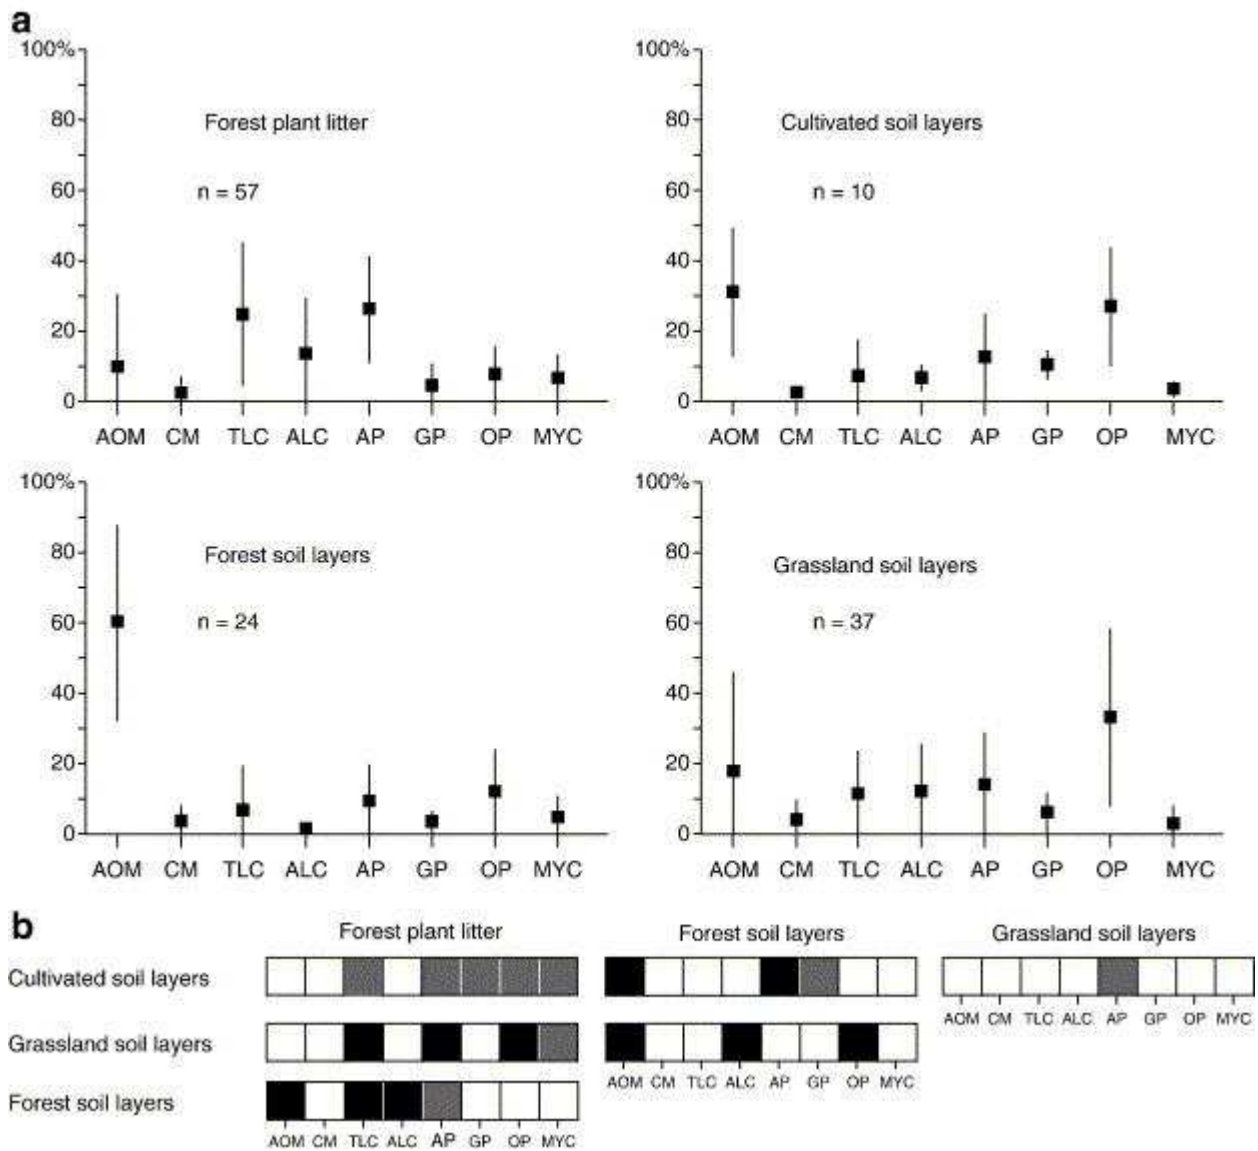 a
100%
80
60
40
20
0
Forest plant litter
n = 57
AOM CM TLC ALC AP GP OP MYC
100%
80
60
40
20
0
Cultivated soil layers
n = 10
AOM CM TLC ALC AP GP OP MYC
100%
80
60
40
20
0
Forest soil layers
n = 24
AOM CM TLC ALC AP GP OP MYC
100%
80
60
40
20
0
Grassland soil layers
n = 37
AOM CM TLC ALC AP GP OP MYC
b
Forest plant litter Forest soil layers Grassland soil layers
Cultivated soil layers
AOM CM TLC ALC AP GP OP MYC
Grassland soil layers
AOM CM TLC ALC AP GP OP MYC
Forest soil layers
AOM CM TLC ALC AP GP OP MYC